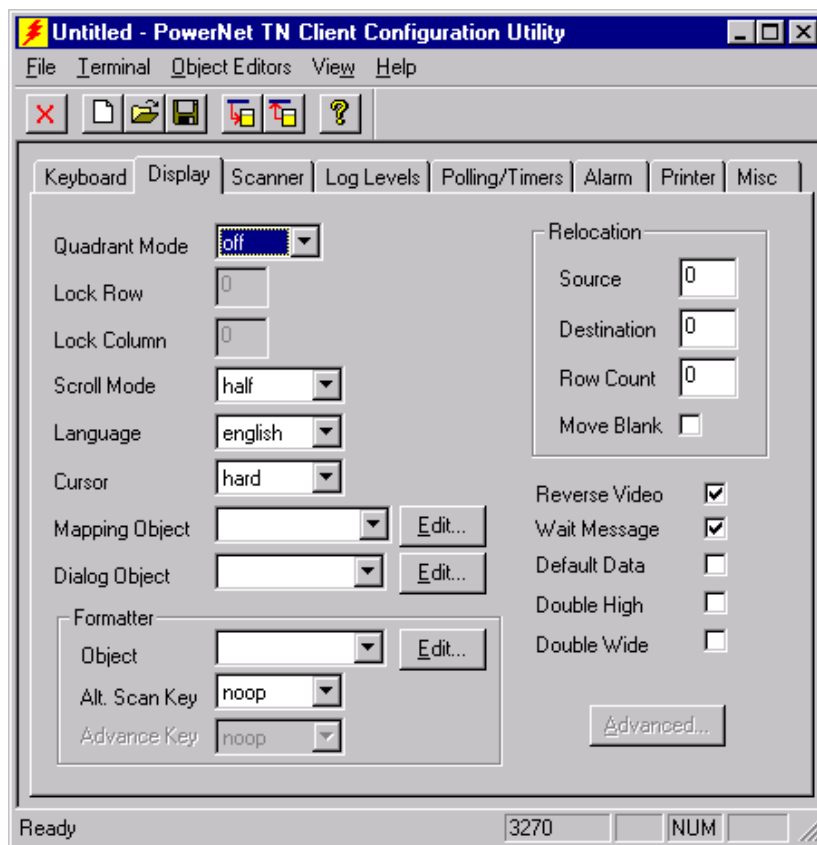 Untitled - PowerNet TN Client Configuration Utility
File Terminal Object Editors View Help
Keyboard Display Scanner Log Levels Polling/Timers Alarm Printer Misc
Quadrant Mode off
Lock Row 0
Lock Column 0
Scroll Mode half
Language english
Cursor hard
Mapping Object Edit...
Dialog Object Edit...
Formatter
Object Edit...
Alt. Scan Key noop
Advance Key noop
Relocation
Source 0
Destination 0
Row Count 0
Move Blank
Reverse Video
Wait Message
Default Data
Double High
Double Wide
Advanced...
Ready 3270 NUM